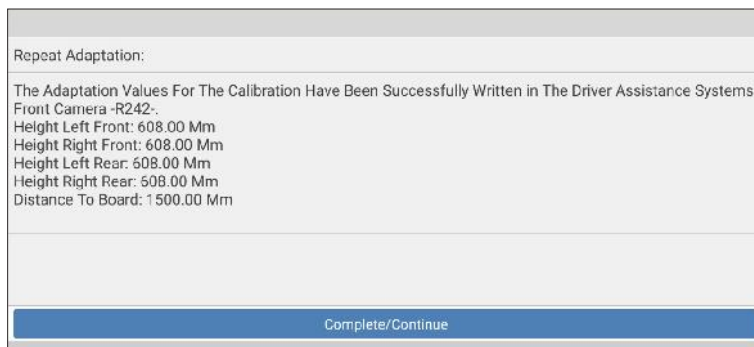 Repeat Adaptation:
The Adaptation Values For The Calibration Have Been Successfully Written in The Driver Assistance Systems
Front Camera -R242-.
Height Left Front: 608.00 Mm
Height Right Front: 608.00 Mm
Height Left Rear: 608.00 Mm
Height Right Rear: 608.00 Mm
Distance To Board: 1500.00 Mm
Complete/Continue